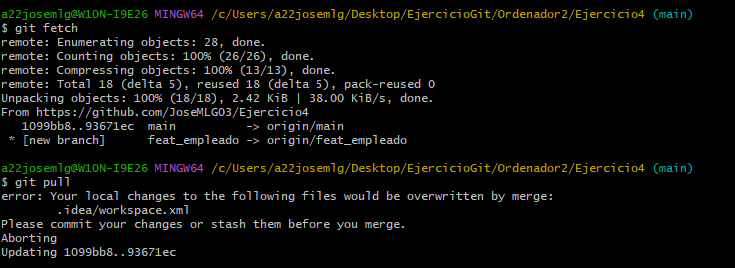 a22josemlg@W10N-I9E26 MINGW64 /c/Users/a22josemlg/Desktop/EjercicioGit/Ordenador2/Ejercicio4 (main)
$ git fetch
remote: Enumerating objects: 28, done.
remote: Counting objects: 100% (26/26), done.
remote: Compressing objects: 100% (13/13), done.
remote: Total 18 (delta 5), reused 18 (delta 5), pack-reused 0
Unpacking objects: 100% (18/18), 2.42 KiB | 38.00 KiB/s, done.
From https://github.com/JoseMLG03/Ejercicio4
   1099bb8..93671ec  main          -> origin/main
 * [new branch]      feat_empleado -> origin/feat_empleado
a22josemlg@W10N-I9E26 MINGW64 /c/Users/a22josemlg/Desktop/EjercicioGit/Ordenador2/Ejercicio4 (main)
$ git pull
error: Your local changes to the following files would be overwritten by merge:
        .idea/workspace.xml
Please commit your changes or stash them before you merge.
Aborting
Updating 1099bb8..93671ec